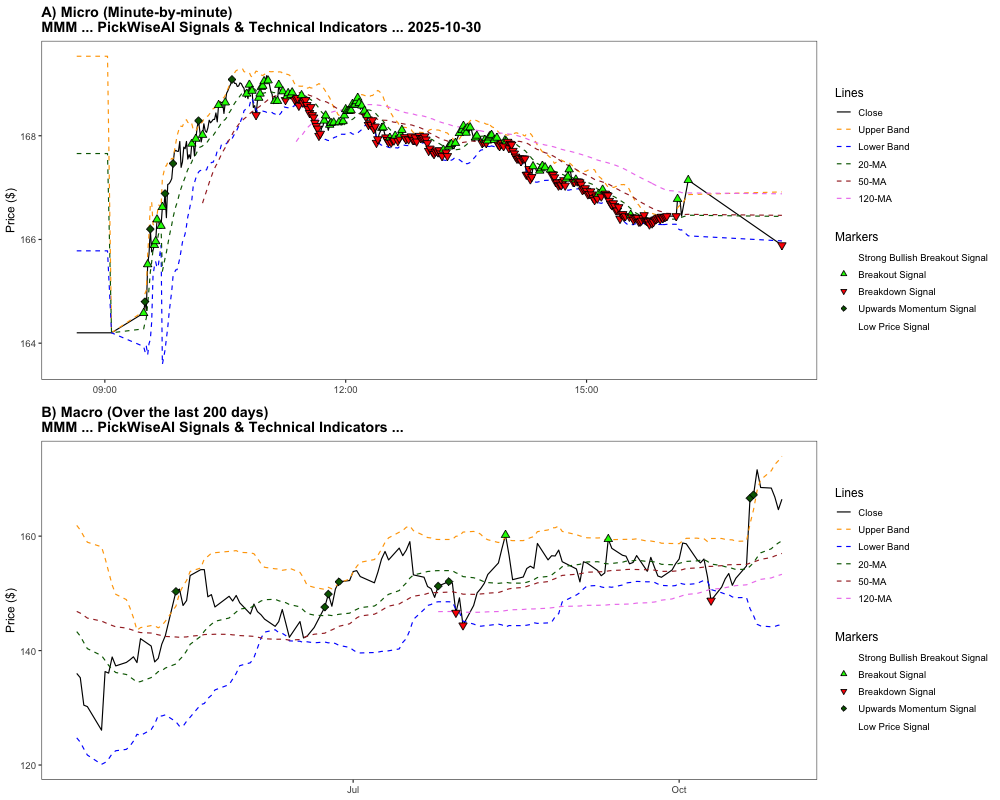 A) Micro (Minute-by-minute)
MMM ... PickWiseAI Signals & Technical Indicators ... 2025-10-30
Price ($)
168
166
164
09:00
12:00
15:00
Lines
Close
Upper Band
Lower Band
20-MA
50-MA
120-MA
Markers
Strong Bullish Breakout Signal
Breakout Signal
Breakdown Signal
Upwards Momentum Signal
Low Price Signal
B) Macro (Over the last 200 days)
MMM ... PickWiseAI Signals & Technical Indicators ...
Price ($)
160
140
120
Jul
Oct
Lines
Close
Upper Band
Lower Band
20-MA
50-MA
120-MA
Markers
Strong Bullish Breakout Signal
Breakout Signal
Breakdown Signal
Upwards Momentum Signal
Low Price Signal